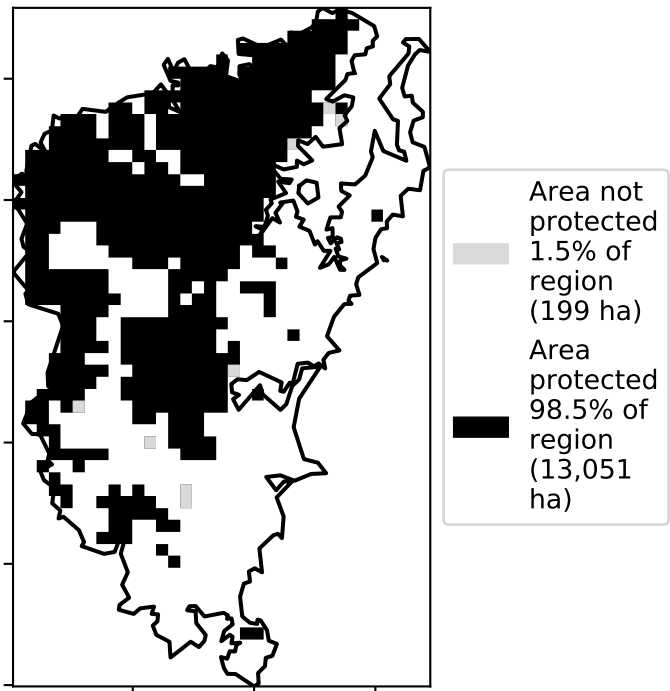 Area not
protected
1.5% of
region
(199 ha)
Area
protected
98.5% of
region
(13,051
ha)